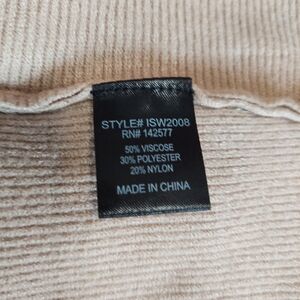 STYLE# ISW2008
RN# 142577
50% VISCOSE
30% POLYESTER
20% NYLON
MADE IN CHINA